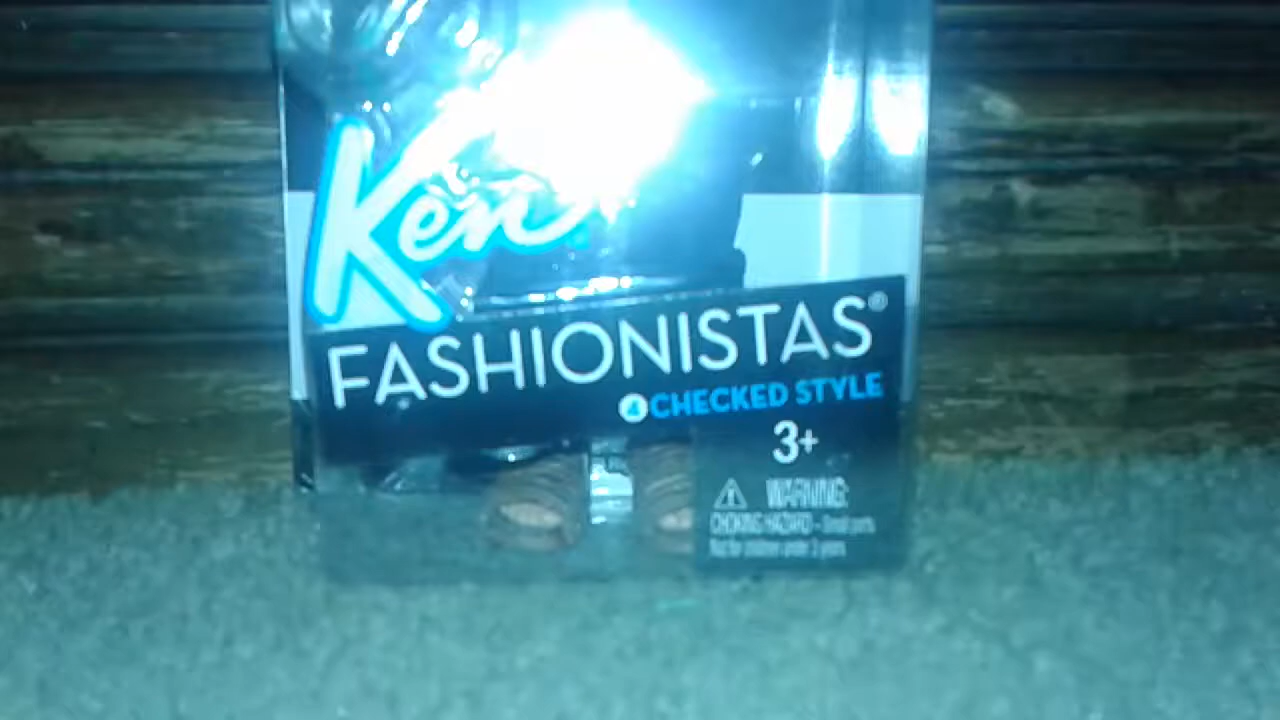 Ken
FASHIONISTAS®
4 CHECKED STYLE
3+
WARNING:
CHOKING HAZARD - Small parts
Not for children under 3 years